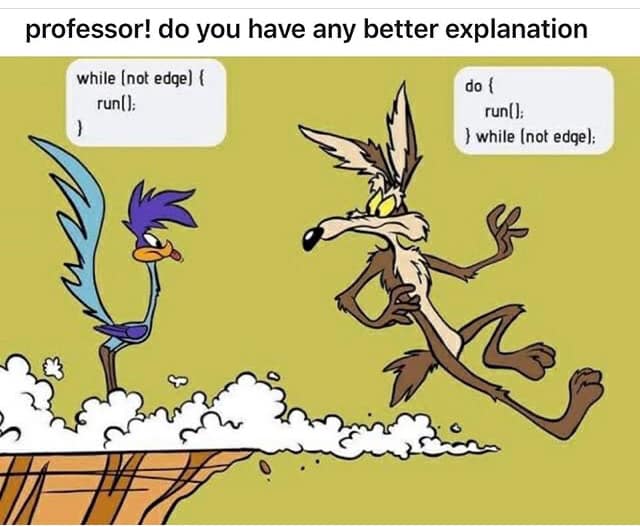 professor! do you have any better explanation
while (not edge) {
run();
}
do {
run();
} while (not edge);